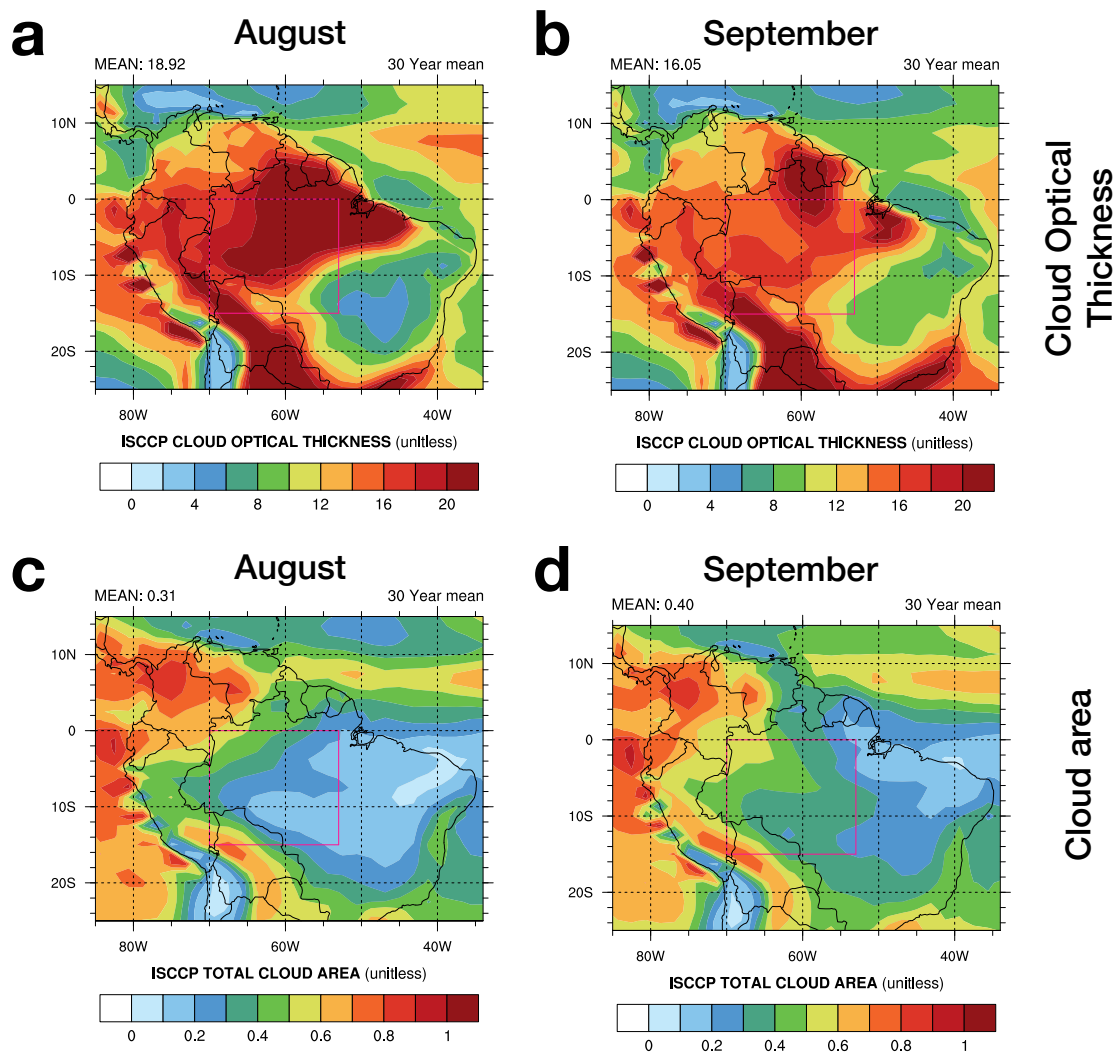 a
August
MEAN: 18.92
30 Year mean
10N
0
10S
20S
80W
60W
40W
ISCCP CLOUD OPTICAL THICKNESS (unitless)
0
4
8
12
16
20
b
September
MEAN: 16.05
30 Year mean
10N
0
10S
20S
80W
60W
40W
ISCCP CLOUD OPTICAL THICKNESS (unitless)
0
4
8
12
16
20
Cloud Optical
Thickness
c
August
MEAN: 0.31
30 Year mean
10N
0
10S
20S
80W
60W
40W
ISCCP TOTAL CLOUD AREA (unitless)
0
0.2
0.4
0.6
0.8
1
d
September
MEAN: 0.40
30 Year mean
10N
0
10S
20S
80W
60W
40W
ISCCP TOTAL CLOUD AREA (unitless)
0
0.2
0.4
0.6
0.8
1
Cloud area